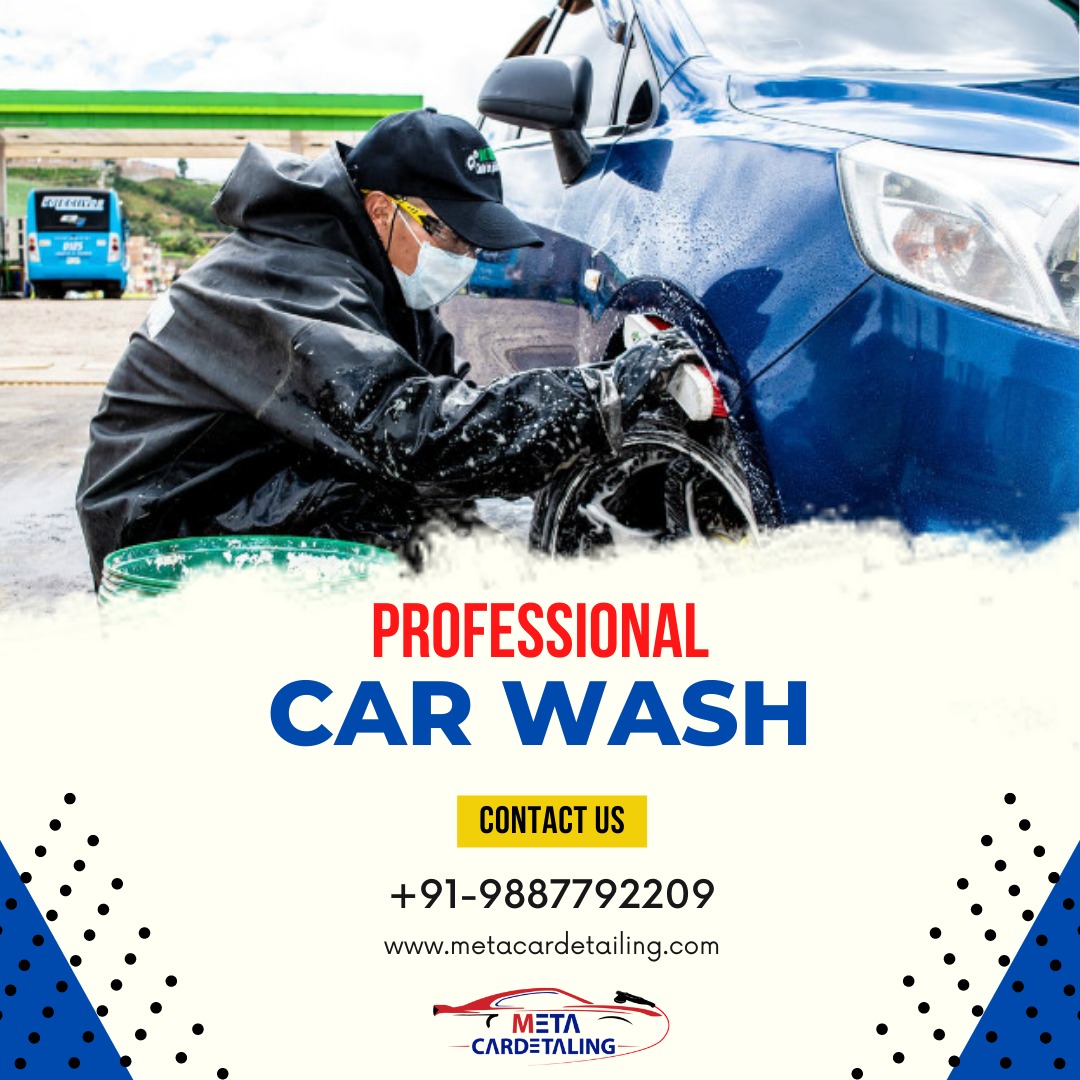 PROFESSIONAL
CAR WASH
CONTACT US
+91-9887792209
www.metacardetailing.com
META
CARDETALING